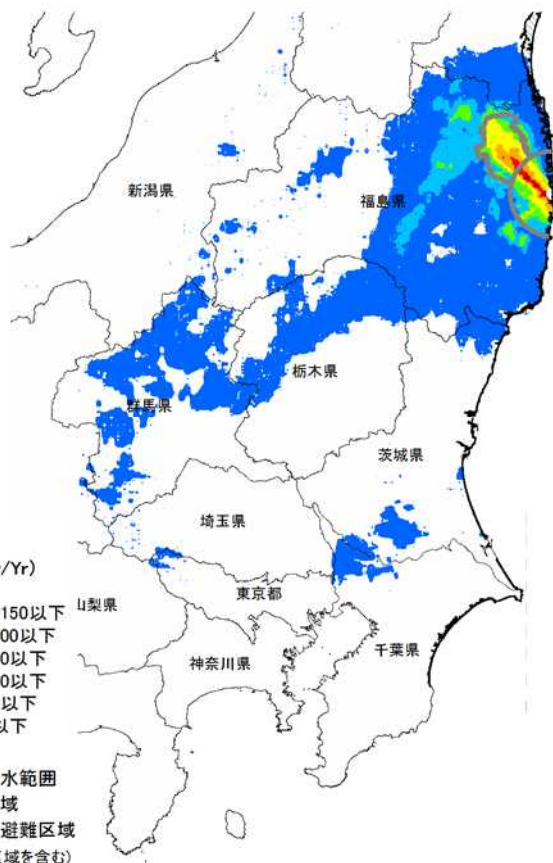 新潟県
福島県
栃木県
群馬県
茨城県
埼玉県
/Yr)
東京都
150以下
山梨県
00以下
千葉県
0以下
神奈川県
0以下
以下
以下
水範囲
域
避難区域
区域を含む)